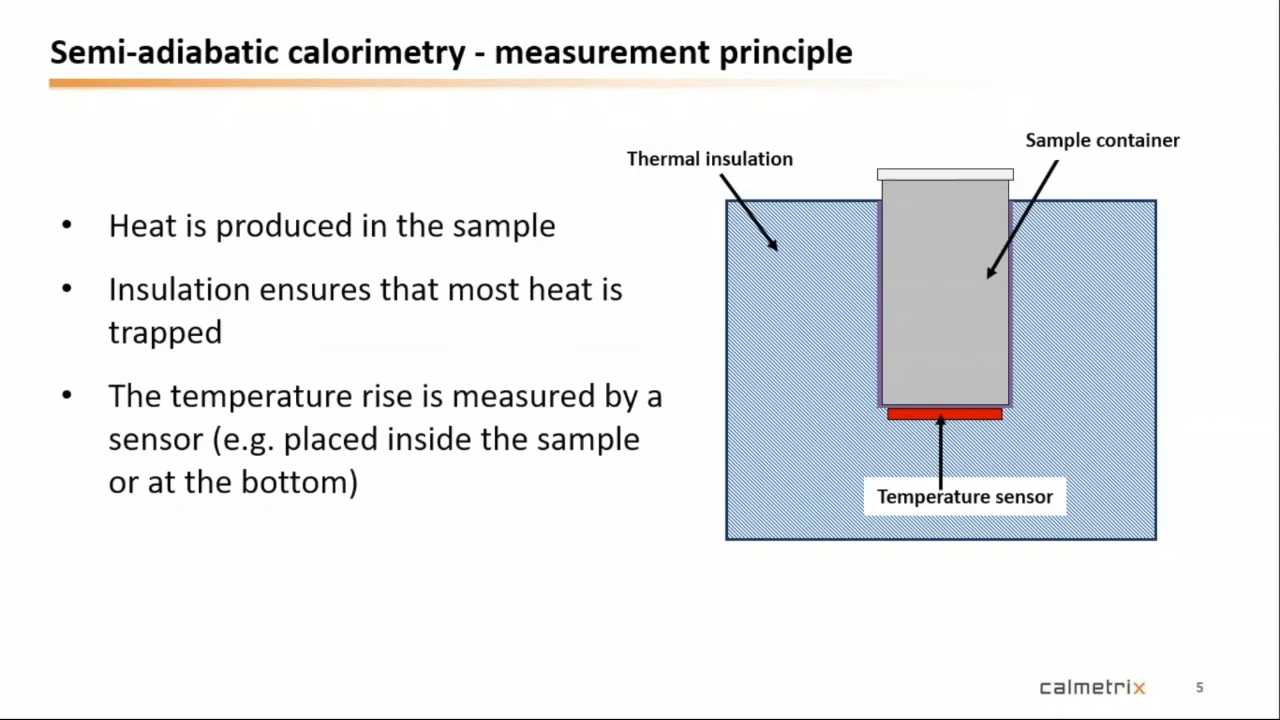 Semi-adiabatic calorimetry - measurement principle
Sample container
Thermal insulation
• Heat is produced in the sample
• Insulation ensures that most heat is
trapped
• The temperature rise is measured by a
sensor (e.g. placed inside the sample
or at the bottom)
Temperature sensor
calmetrix
5